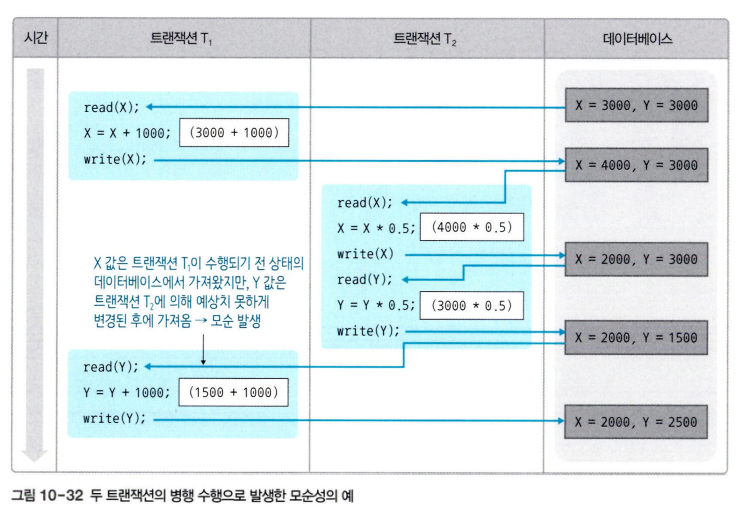 시간 트랜잭션 T₁ 트랜잭션 T₂ 데이터베이스
X = 3000, Y = 3000
read(X);
X = X + 1000; (3000 + 1000)
write(X);
X = 4000, Y = 3000
read(X);
X = X * 0.5; (4000 * 0.5)
write(X)
X = 2000, Y = 3000
read(Y);
Y = Y * 0.5; (3000 * 0.5)
write(Y);
X = 2000, Y = 1500
X 값은 트랜잭션 T₁이 수행되기 전 상태의
데이터베이스에서 가져왔지만, Y 값은
트랜잭션 T₂에 의해 예상치 못하게
변경된 후에 가져옴 → 모순 발생
read(Y);
Y = Y + 1000; (1500 + 1000)
write(Y);
X = 2000, Y = 2500
그림 10-32 두 트랜잭션의 병행 수행으로 발생한 모순성의 예